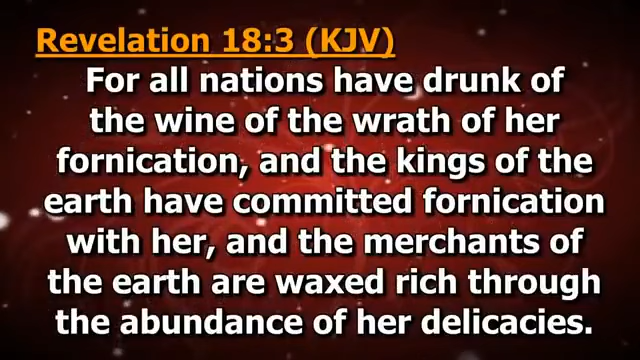 Revelation 18:3 (KJV)
For all nations have drunk of
the wine of the wrath of her
fornication, and the kings of the
earth have committed fornication
with her, and the merchants of
the earth are waxed rich through
the abundance of her delicacies.